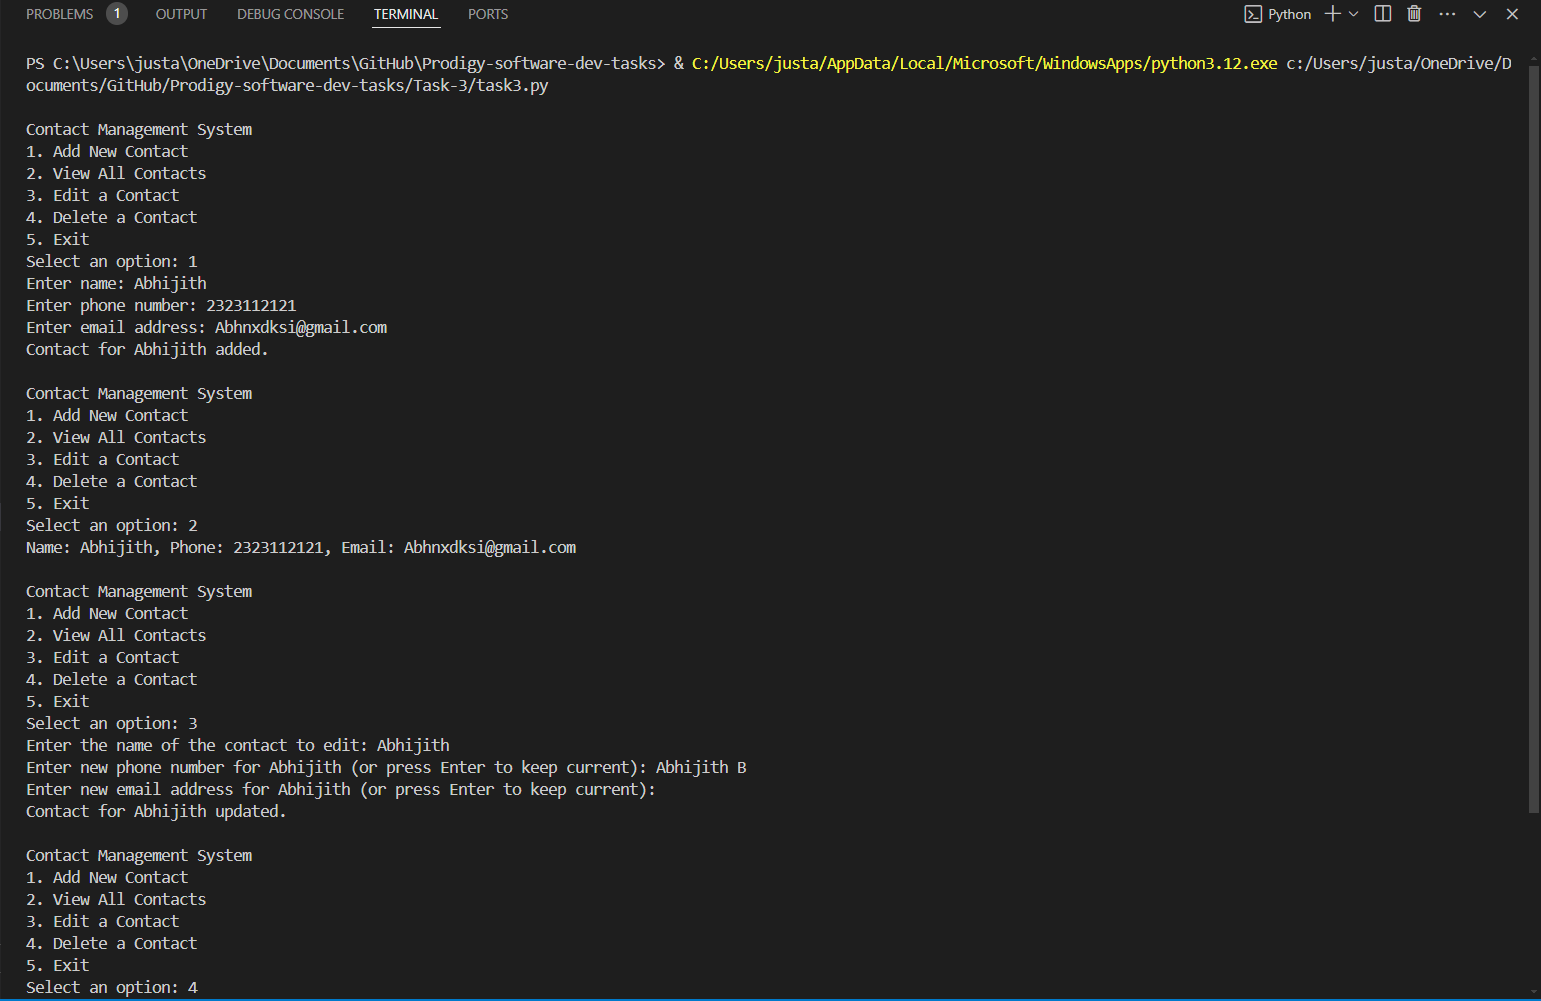 PROBLEMS 1 OUTPUT DEBUG CONSOLE TERMINAL PORTS Python
PS C:\Users\justa\OneDrive\Documents\GitHub\Prodigy-software-dev-tasks> & C:/Users/justa/AppData/Local/Microsoft/WindowsApps/python3.12.exe c:/Users/justa/OneDrive/D
ocuments/GitHub/Prodigy-software-dev-tasks/Task-3/task3.py
Contact Management System
1. Add New Contact
2. View All Contacts
3. Edit a Contact
4. Delete a Contact
5. Exit
Select an option: 1
Enter name: Abhijith
Enter phone number: 2323112121
Enter email address: Abhnxdksi@gmail.com
Contact for Abhijith added.
Contact Management System
1. Add New Contact
2. View All Contacts
3. Edit a Contact
4. Delete a Contact
5. Exit
Select an option: 2
Name: Abhijith, Phone: 2323112121, Email: Abhnxdksi@gmail.com
Contact Management System
1. Add New Contact
2. View All Contacts
3. Edit a Contact
4. Delete a Contact
5. Exit
Select an option: 3
Enter the name of the contact to edit: Abhijith
Enter new phone number for Abhijith (or press Enter to keep current): Abhijith B
Enter new email address for Abhijith (or press Enter to keep current):
Contact for Abhijith updated.
Contact Management System
1. Add New Contact
2. View All Contacts
3. Edit a Contact
4. Delete a Contact
5. Exit
Select an option: 4